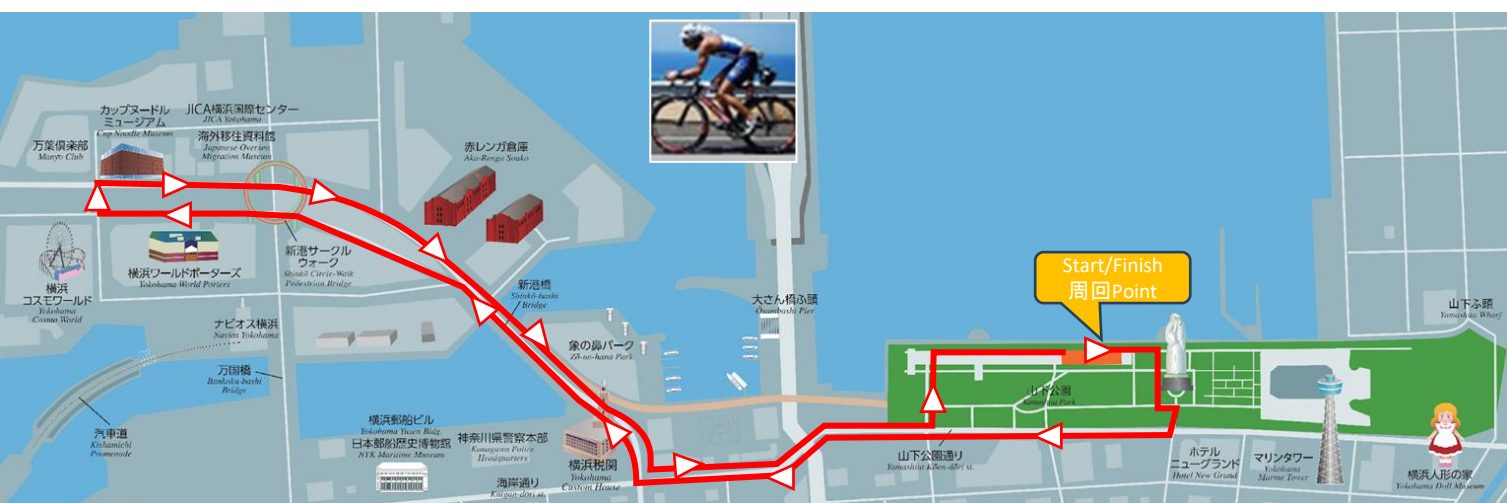 カップヌードル
ミュージアム
Cup Noodle Museum
JICA横浜国際センター
JICA Yokohama
万葉倶楽部
Manyo Club
海外移住資料館
Japanese Oversea
Migration Museum
赤レンガ倉庫
Aka-Renga Souko
横浜
コスモワールド
Yokohama
Cosmo World
横浜ワールドポーターズ
Yokohama World Porters
新港サークル
ウォーク
Shinkō Circle-Walk
Pedestrian Bridge
新港橋
Shinkō-bashi
Bridge
ナビオス横浜
Navios Yokohama
万国橋
Bankoku-bashi
Bridge
汽車道
Kishamichi
Promenade
象の鼻パーク
Zō-no-hana Park
大さん橋ふ頭
Osanbashi Pier
Start/Finish
周回Point
山下ふ頭
Yamashita Wharf
山下公園
Yamashita Park
横浜郵船ビル
Yokohama Yusen Bldg.
日本郵船歴史博物館
NYK Maritime Museum
神奈川県警察本部
Kanagawa Police
Headquarters
海岸通り
Kaigan-dōri st.
横浜税関
Yokohama
Custom House
山下公園通り
Yamashita Kōen-dōri st.
ホテル
ニューグランド
Hotel New Grand
マリンタワー
Yokohama
Marine Tower
横浜人形の家
Yokohama Doll Museum